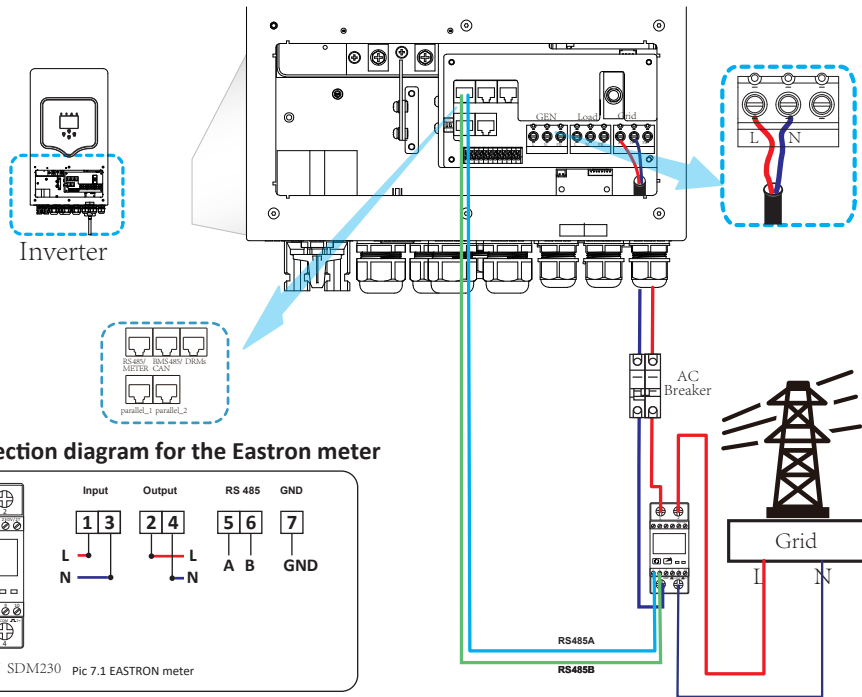 GEN
Load
Grid
L
N
Inverter
RS485/ METER
BMS485/ CAN
DRMs
parallel_1
parallel_2
AC
Breaker
ection diagram for the Eastron meter
2
Input
Output
RS 485
GND
1
3
2
4
5
6
7
L
N
L
N
A
B
GND
4
SDM230
Pic 7.1 EASTRON meter
Grid
L
N
RS485A
RS485B